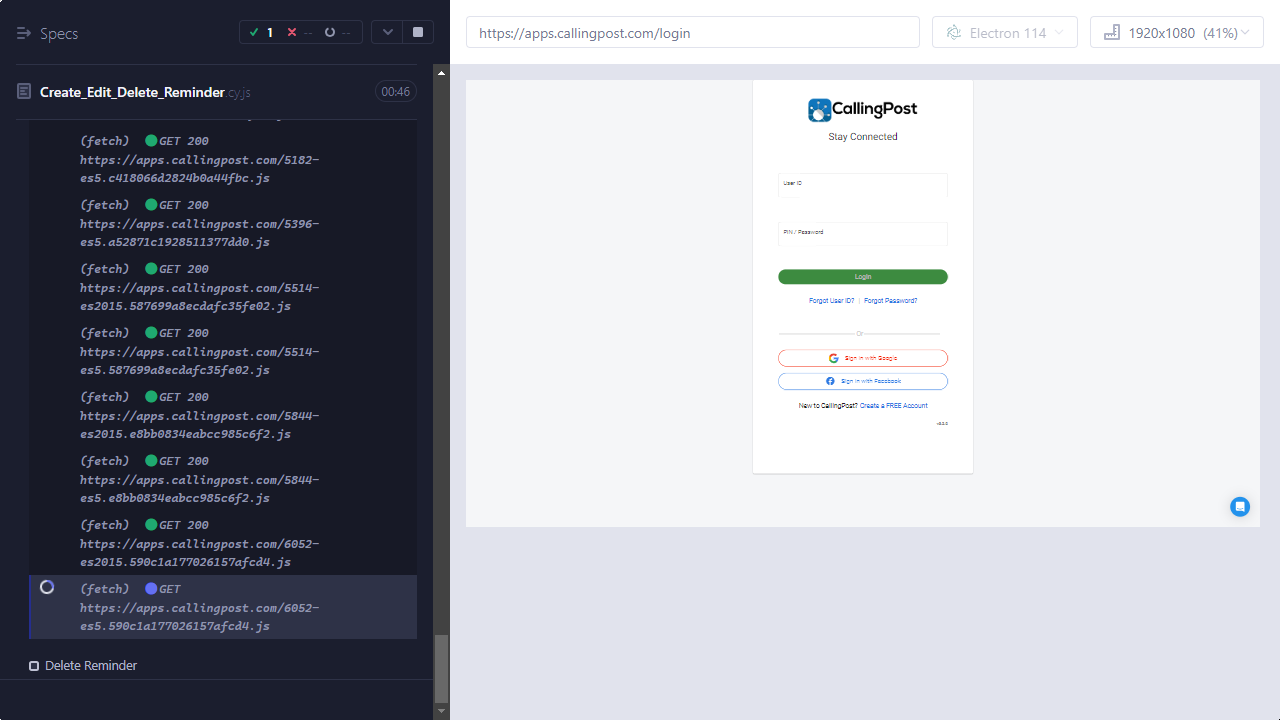 Specs
1
--
--
https://apps.callingpost.com/login
Electron 114
1920x1080 (41%)
Create_Edit_Delete_Reminder.cy.js
00:46
(fetch) GET 200
https://apps.callingpost.com/5182-
es5.c418066d2824b0a44fbc.js
(fetch) GET 200
https://apps.callingpost.com/5396-
es5.a52871c1928511377dd0.js
(fetch) GET 200
https://apps.callingpost.com/5514-
es2015.587699a8ecdafc35fe02.js
(fetch) GET 200
https://apps.callingpost.com/5514-
es5.587699a8ecdafc35fe02.js
(fetch) GET 200
https://apps.callingpost.com/5844-
es2015.e8bb0834eabcc985c6f2.js
(fetch) GET 200
https://apps.callingpost.com/5844-
es5.e8bb0834eabcc985c6f2.js
(fetch) GET 200
https://apps.callingpost.com/6052-
es2015.590c1a177026157afcd4.js
(fetch) GET
https://apps.callingpost.com/6052-
es5.590c1a177026157afcd4.js
Delete Reminder
CallingPost
Stay Connected
User ID
PIN / Password
Login
Forgot User ID? | Forgot Password?
Or
Sign in with Google
Sign in with Facebook
New to CallingPost? Create a FREE Account